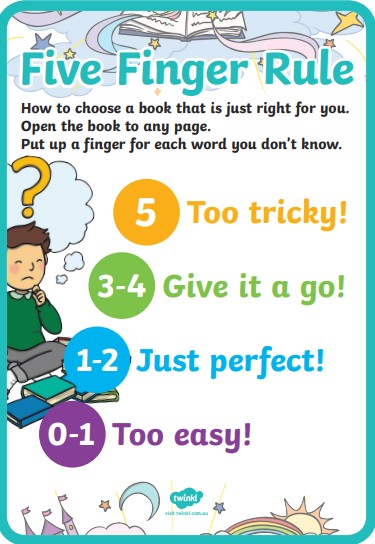 Five Finger Rule
How to choose a book that is just right for you.
Open the book to any page.
Put up a finger for each word you don't know.
?
5 Too tricky!
3-4 Give it a go!
1-2 Just perfect!
0-1 Too easy!
twinkl
visit twinkl.com.au